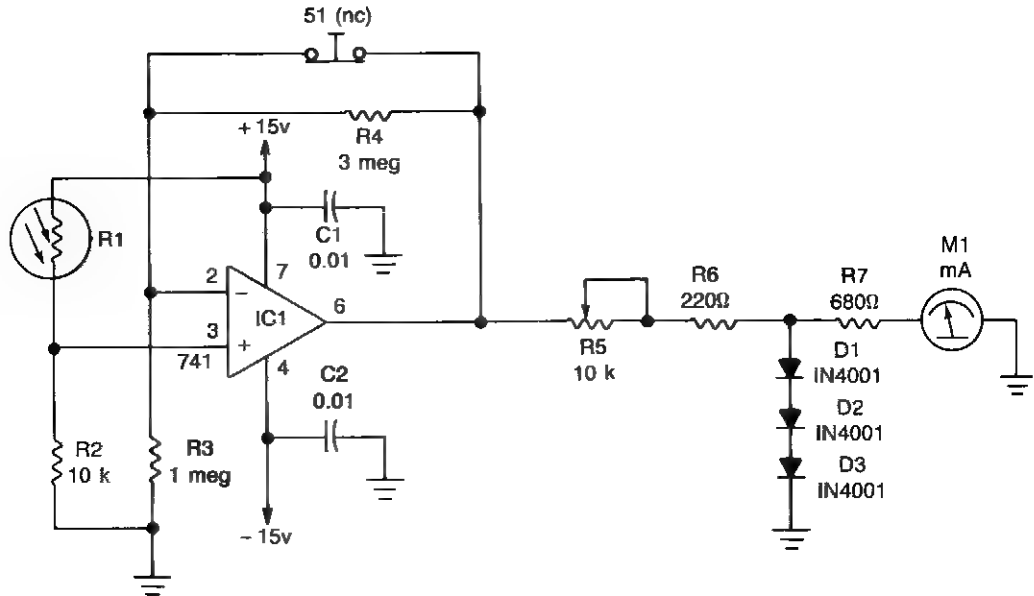 51 (nc)
R4
3 meg
+15v
R1
C1
0.01
2
7
-
IC1
6
3
+
741
4
C2
0.01
R2
10 k
R3
1 meg
-15v
R5
10 k
R6
220Ω
R7
680Ω
M1
mA
D1
IN4001
D2
IN4001
D3
IN4001